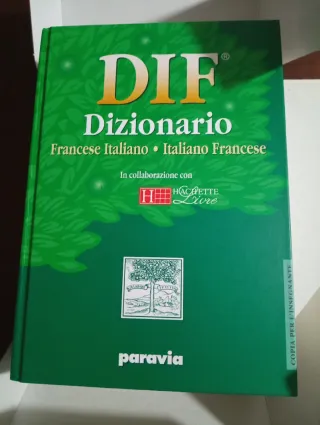 DIF®
Dizionario
Francese Italiano • Italiano Francese
In collaborazione con
H HACHETTE
Livre
paravia
COPIA PER L'INSEGNANTE